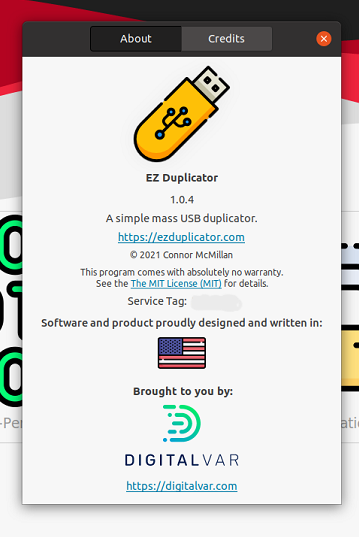 About
Credits
EZ Duplicator
1.0.4
A simple mass USB duplicator.
https://ezduplicator.com
© 2021 Connor McMillan
This program comes with absolutely no warranty.
See the The MIT License (MIT) for details.
Service Tag:
Software and product proudly designed and written in:
Brought to you by:
DIGITALVAR
https://digitalvar.com